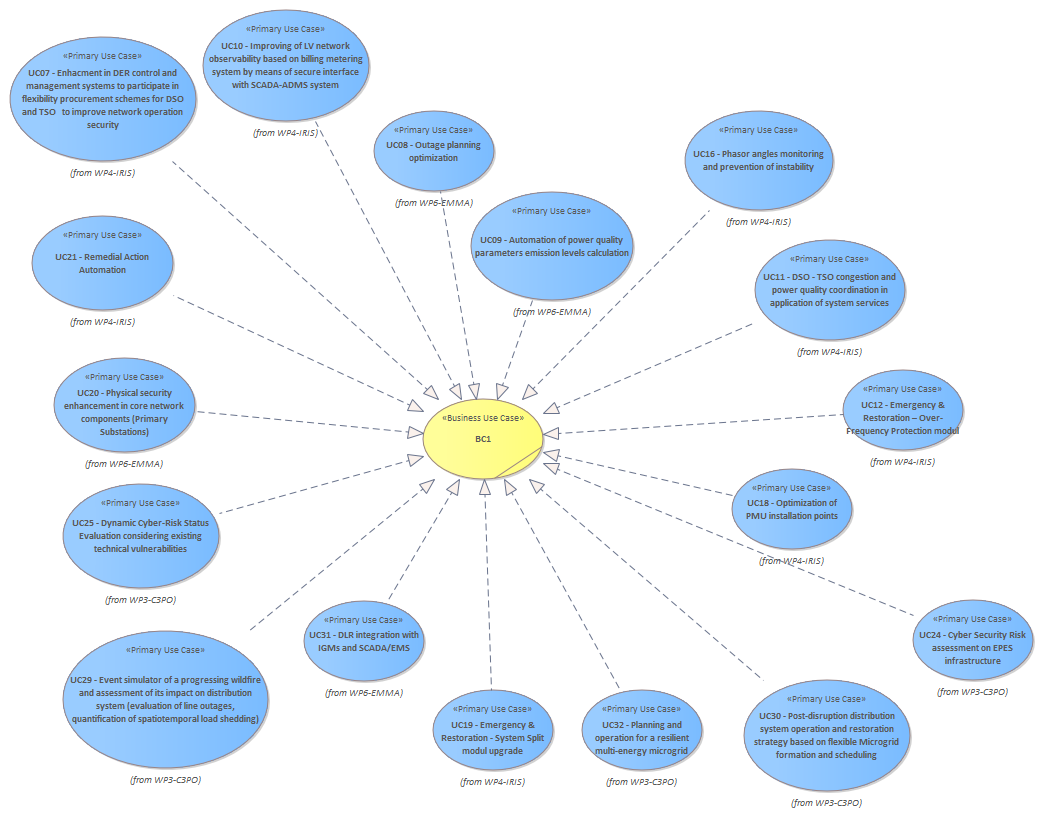 «Primary Use Case»
UC07 - Enhacment in DER control and
management systems to participate in
flexibility procurement schemes for DSO
and TSO to improve network operation
security
(from WP4-IRIS)
«Primary Use Case»
UC10 - Improving of LV network
observability based on billing metering
system by means of secure interface
with SCADA-ADMS system
(from WP4-IRIS)
«Primary Use Case»
UC08 - Outage planning
optimization
(from WP6-EMMA)
«Primary Use Case»
UC09 - Automation of power quality
parameters emission levels calculation
(from WP6-EMMA)
«Primary Use Case»
UC16 - Phasor angles monitoring
and prevention of instability
(from WP4-IRIS)
«Primary Use Case»
UC21 - Remedial Action
Automation
(from WP4-IRIS)
«Primary Use Case»
UC11 - DSO - TSO congestion and
power quality coordination in
application of system services
(from WP4-IRIS)
«Primary Use Case»
UC20 - Physical security
enhancement in core network
components (Primary
Substations)
(from WP6-EMMA)
«Business Use Case»
BC1
«Primary Use Case»
UC12 - Emergency &
Restoration – Over-
Frequency Protection modul
(from WP4-IRIS)
«Primary Use Case»
UC25 - Dynamic Cyber-Risk Status
Evaluation considering existing
technical vulnerabilities
(from WP3-C3PO)
«Primary Use Case»
UC18 - Optimization of
PMU installation points
(from WP4-IRIS)
«Primary Use Case»
UC24 - Cyber Security Risk
assessment on EPES
infrastructure
(from WP3-C3PO)
«Primary Use Case»
UC29 - Event simulator of a progressing wildfire
and assessment of its impact on distribution
system (evaluation of line outages,
quantification of spatiotemporal load shedding)
(from WP3-C3PO)
«Primary Use Case»
UC31 - DLR integration with
IGMs and SCADA/EMS
(from WP6-EMMA)
«Primary Use Case»
UC19 - Emergency &
Restoration - System Split
modul upgrade
(from WP4-IRIS)
«Primary Use Case»
UC32 - Planning and
operation for a resilient
multi-energy microgrid
(from WP3-C3PO)
«Primary Use Case»
UC30 - Post-disruption distribution
system operation and restoration
strategy based on flexible Microgrid
formation and scheduling
(from WP3-C3PO)